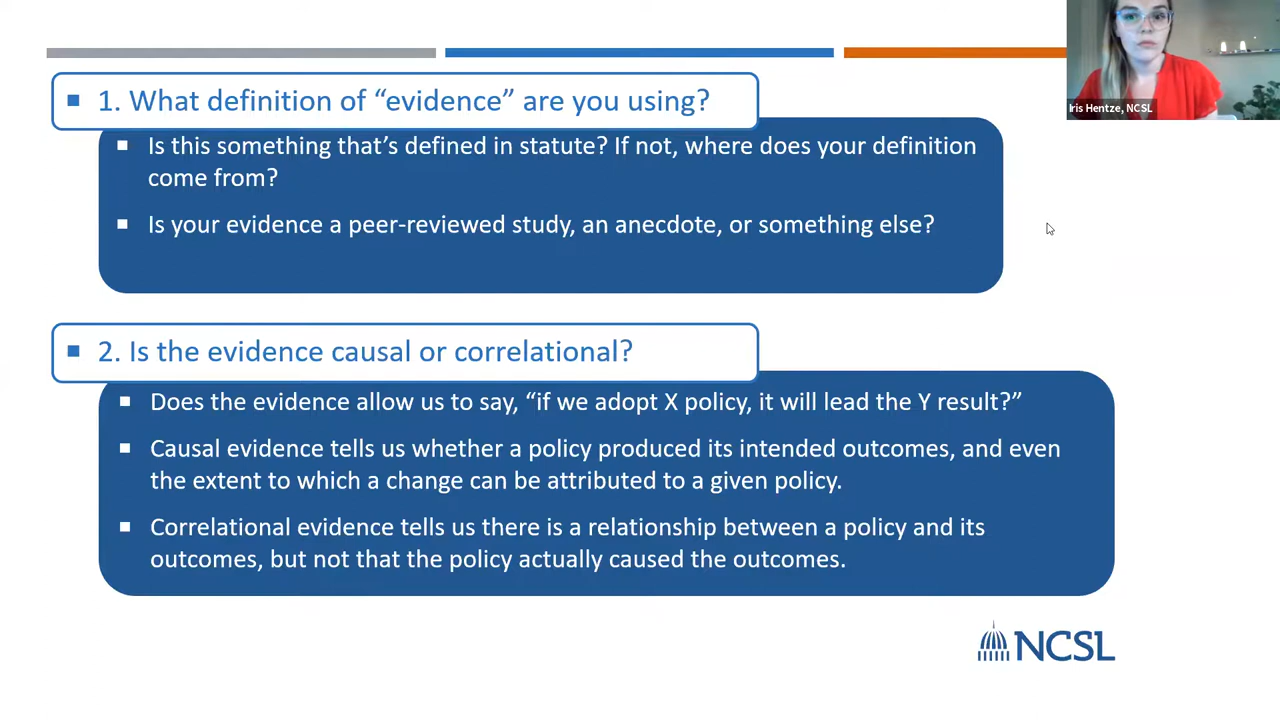 1. What definition of “evidence” are you using?
Is this something that’s defined in statute? If not, where does your definition
come from?
Is your evidence a peer-reviewed study, an anecdote, or something else?
2. Is the evidence causal or correlational?
Does the evidence allow us to say, “if we adopt X policy, it will lead the Y result?”
Causal evidence tells us whether a policy produced its intended outcomes, and even
the extent to which a change can be attributed to a given policy.
Correlational evidence tells us there is a relationship between a policy and its
outcomes, but not that the policy actually caused the outcomes.
NCSL
Iris Hentze, NCSL